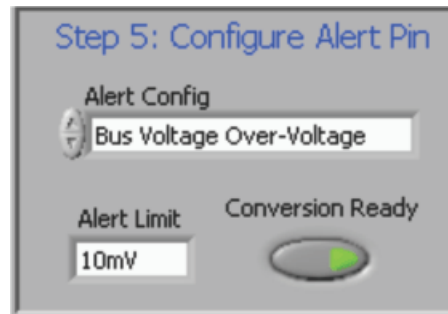 Step 5: Configure Alert Pin
Alert Config
Bus Voltage Over-Voltage
Alert Limit
Conversion Ready
10mV